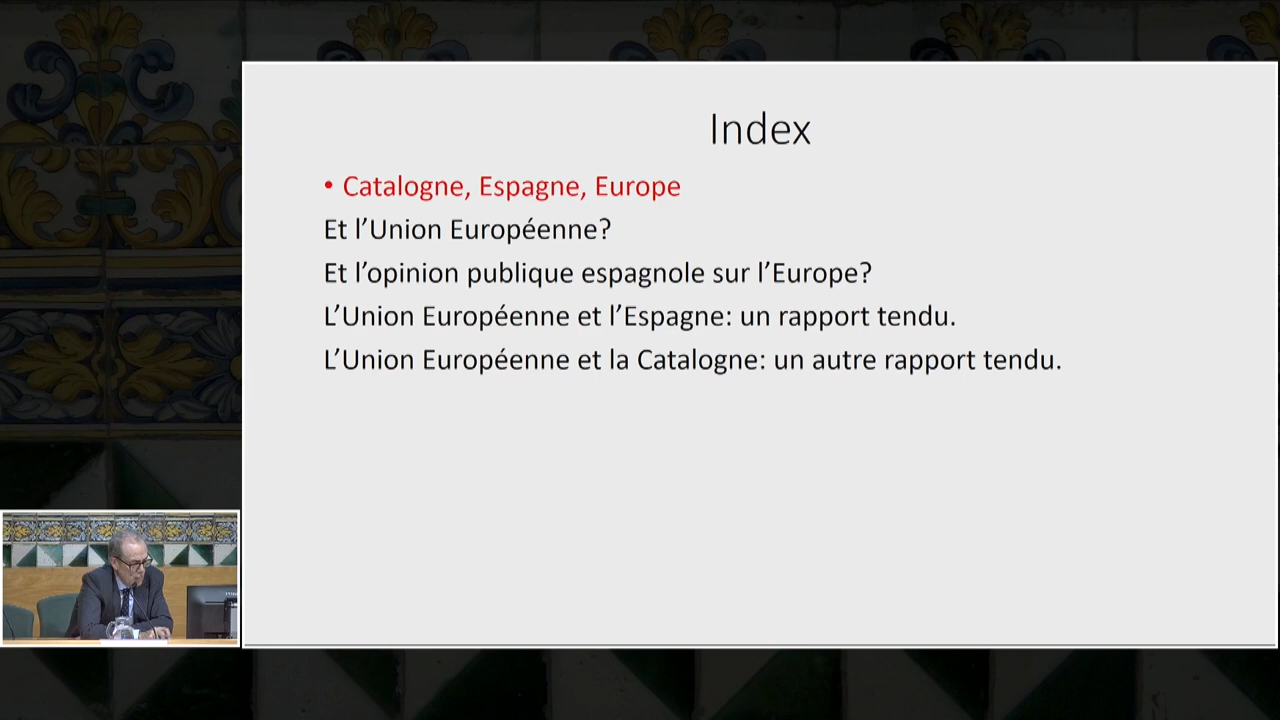 Index
• Catalogne, Espagne, Europe
Et l’Union Européenne?
Et l’opinion publique espagnole sur l’Europe?
L’Union Européenne et l’Espagne: un rapport tendu.
L’Union Européenne et la Catalogne: un autre rapport tendu.